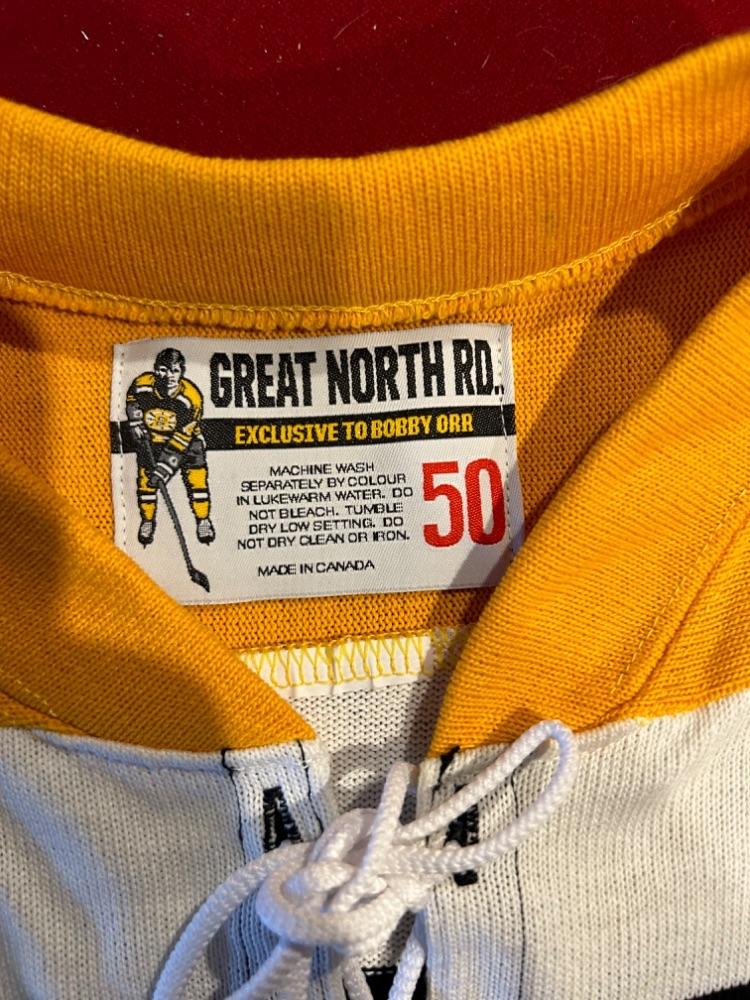 GREAT NORTH RD.
EXCLUSIVE TO BOBBY ORR
MACHINE WASH
SEPARATELY BY COLOUR
IN LUKEWARM WATER. DO
NOT BLEACH. TUMBLE
DRY LOW SETTING. DO
NOT DRY CLEAN OR IRON.
50
MADE IN CANADA